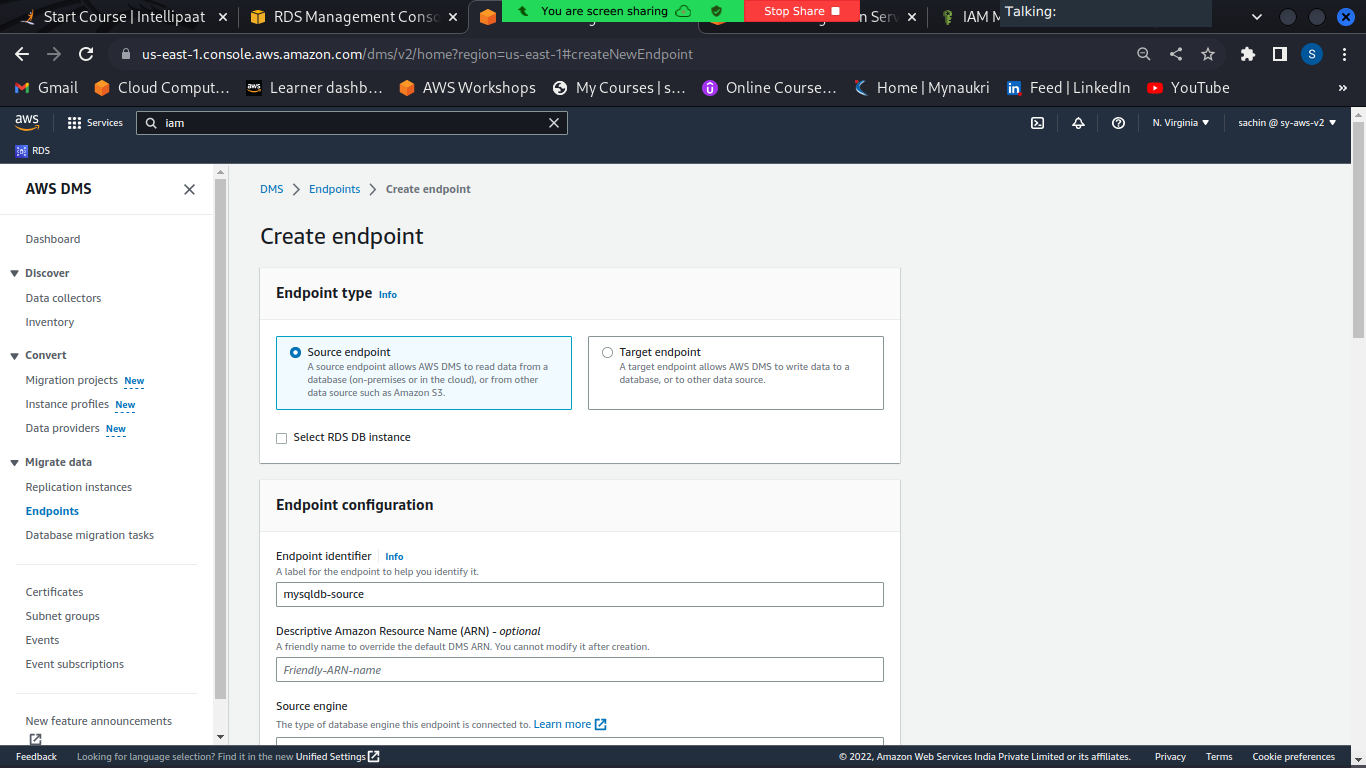 Start Course | Intellipaat
RDS Management Conso
You are screen sharing
Stop Share
Serv
IAM M
Talking:
us-east-1.console.aws.amazon.com/dms/v2/home?region=us-east-1#createNewEndpoint
S
Gmail
Cloud Comput…
aws
Learner dashb…
AWS Workshops
My Courses | s…
Online Course…
Home | Mynaukri
Feed | LinkedIn
YouTube
»
aws
Services
iam
N. Virginia
sachin @ sy-aws-v2
RDS
AWS DMS
Dashboard
Discover
Data collectors
Inventory
Convert
Migration projects New
Instance profiles New
Data providers New
Migrate data
Replication instances
Endpoints
Database migration tasks
Certificates
Subnet groups
Events
Event subscriptions
New feature announcements
DMS > Endpoints > Create endpoint
Create endpoint
Endpoint type Info
Source endpoint
A source endpoint allows AWS DMS to read data from a
database (on-premises or in the cloud), or from other
data source such as Amazon S3.
Target endpoint
A target endpoint allows AWS DMS to write data to a
database, or to other data source.
Select RDS DB instance
Endpoint configuration
Endpoint identifier Info
A label for the endpoint to help you identify it.
mysqldb-source
Descriptive Amazon Resource Name (ARN) - optional
A friendly name to override the default DMS ARN. You cannot modify it after creation.
Friendly-ARN-name
Source engine
The type of database engine this endpoint is connected to. Learn more
Feedback
Looking for language selection? Find it in the new Unified Settings
© 2022, Amazon Web Services India Private Limited or its affiliates.
Privacy
Terms
Cookie preferences